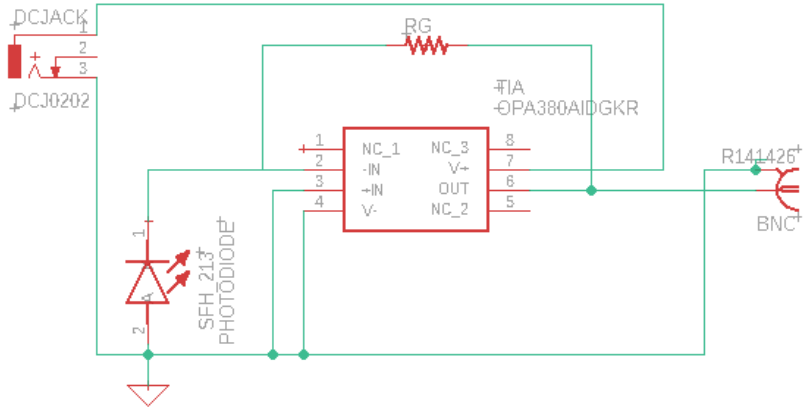 DCJACK
1
2
3
DCJ0202
RG
TIA
OPA380AIDGKR
1 NC_1 NC_3 8
2 -IN V+ 7
3 +IN OUT 6
4 V- NC_2 5
R141426
BNC
1
A
2
SFH_213
PHOTODIODE